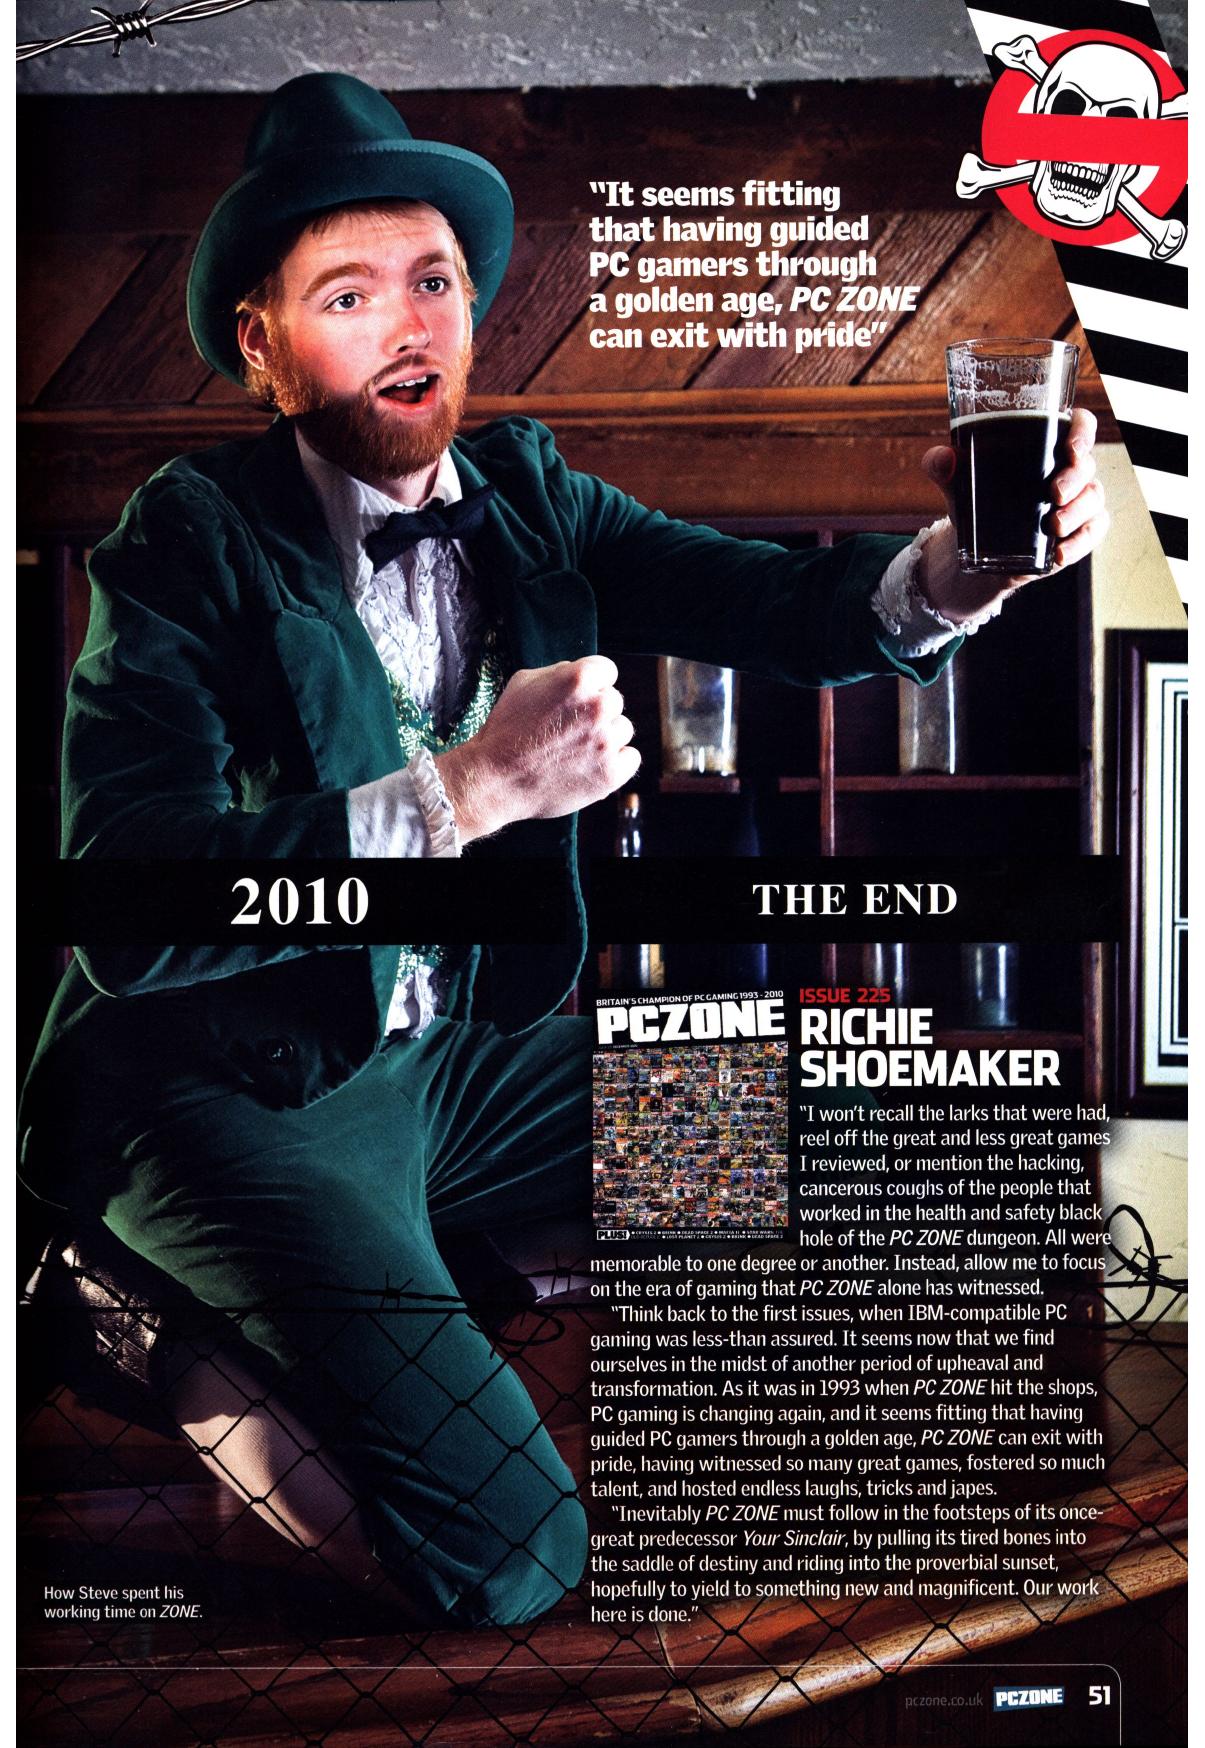 "It seems fitting
that having guided
PC gamers through
a golden age, PC ZONE
can exit with pride"
2010
THE END
BRITAIN'S CHAMPION OF PC GAMING 1993 - 2010
PCZONE
PLUS!
ISSUE 225
RICHIE
SHOEMAKER
"I won't recall the larks that were had,
reel off the great and less great games
I reviewed, or mention the hacking,
cancerous coughs of the people that
worked in the health and safety black
hole of the PC ZONE dungeon. All were
memorable to one degree or another. Instead, allow me to focus
on the era of gaming that PC ZONE alone has witnessed.
"Think back to the first issues, when IBM-compatible PC
gaming was less-than assured. It seems now that we find
ourselves in the midst of another period of upheaval and
transformation. As it was in 1993 when PC ZONE hit the shops,
PC gaming is changing again, and it seems fitting that having
guided PC gamers through a golden age, PC ZONE can exit with
pride, having witnessed so many great games, fostered so much
talent, and hosted endless laughs, tricks and japes.
"Inevitably PC ZONE must follow in the footsteps of its once-
great predecessor Your Sinclair, by pulling its tired bones into
the saddle of destiny and riding into the proverbial sunset,
hopefully to yield to something new and magnificent. Our work
here is done."
How Steve spent his
working time on ZONE.
pczone.co.uk PCZONE 51